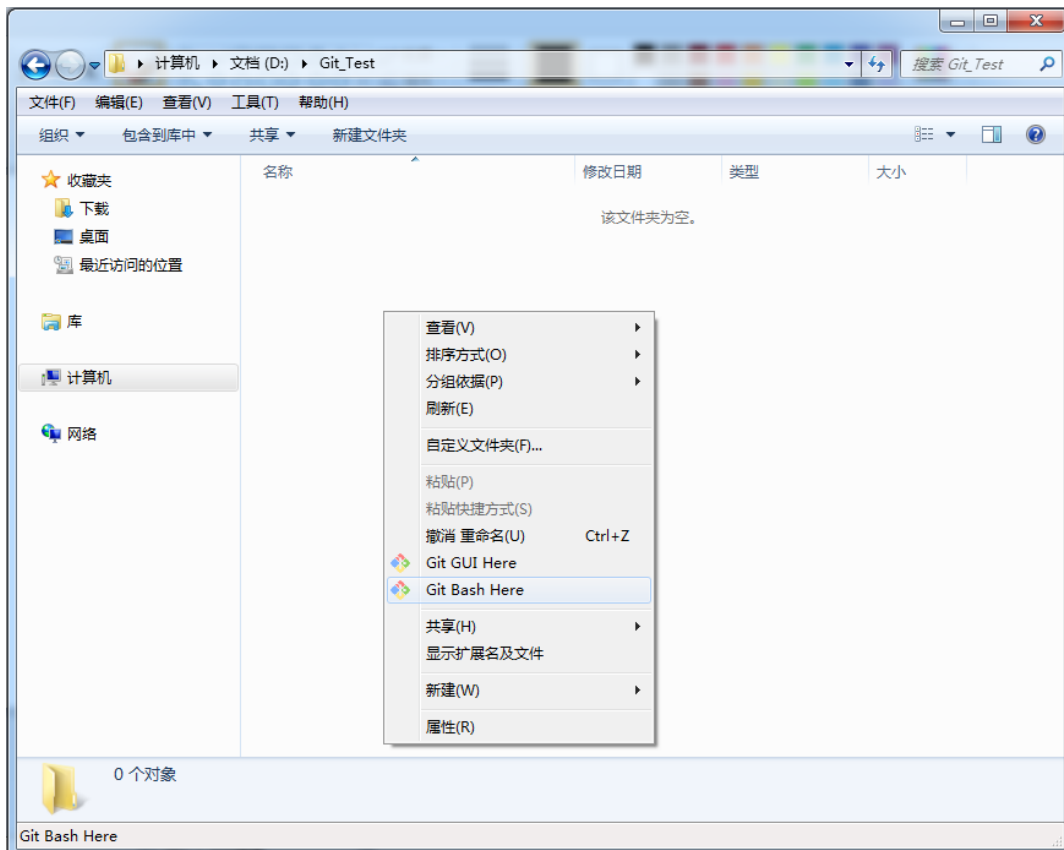 计算机 文档 (D:) Git_Test 搜索 Git_Test
文件(F) 编辑(E) 查看(V) 工具(T) 帮助(H)
组织 包含到库中 共享 新建文件夹
名称 修改日期 类型 大小
收藏夹
下载
桌面
最近访问的位置
库
计算机
网络
该文件夹为空。
查看(V)
排序方式(O)
分组依据(P)
刷新(E)
自定义文件夹(F)...
粘贴(P)
粘贴快捷方式(S)
撤消 重命名(U) Ctrl+Z
Git GUI Here
Git Bash Here
共享(H)
显示扩展名及文件
新建(W)
属性(R)
0 个对象
Git Bash Here